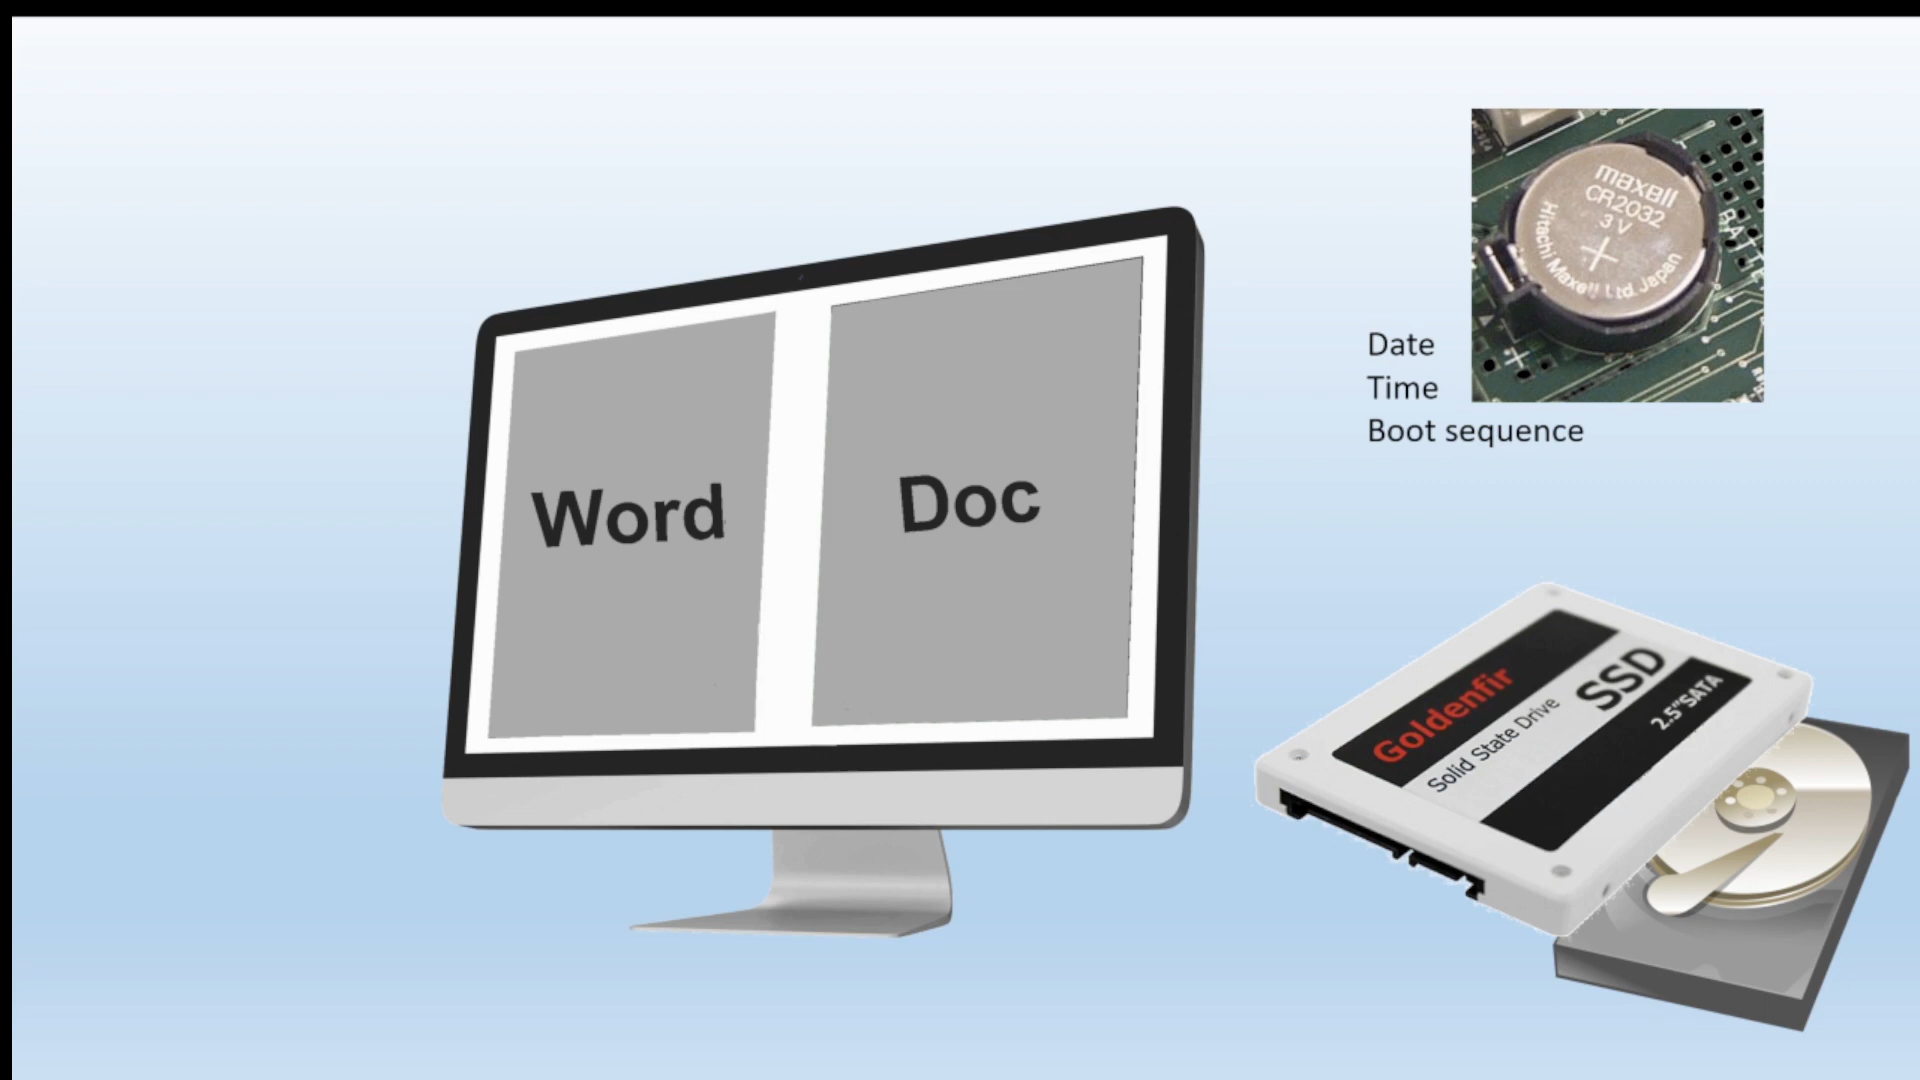 Word
Doc
maxell
CR2032
3V
Hitachi Maxell Ltd Japan
Date
Time
Boot sequence
Goldenfir
Solid State Drive
SSD
2.5"SATA